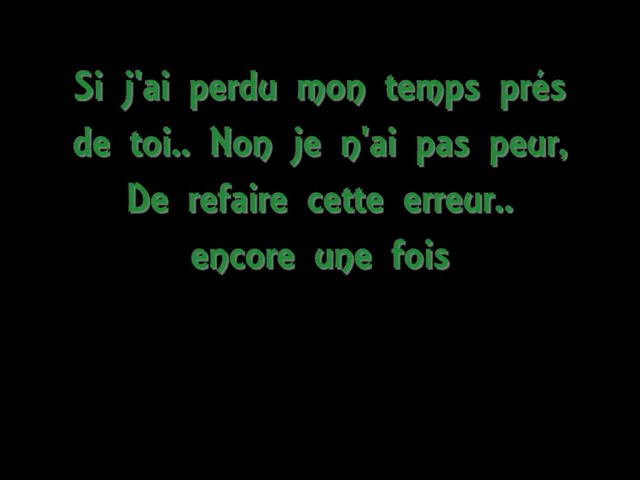 Si j'ai perdu mon temps prés
de toi.. Non je n'ai pas peur,
De refaire cette erreur..
encore une fois